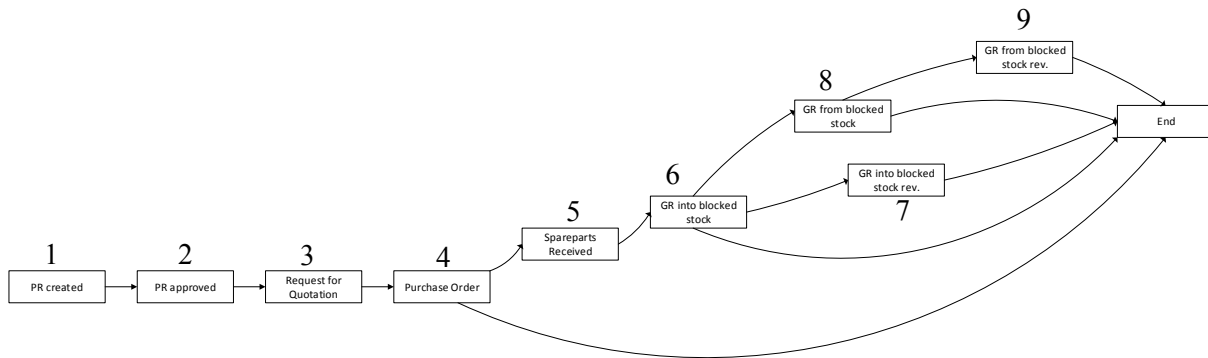 9
GR from blocked
stock rev.
8
GR from blocked
stock
End
6
GR into blocked
stock
GR into blocked
stock rev.
7
5
Spareparts
Received
1
PR created
2
PR approved
3
Request for
Quotation
4
Purchase Order